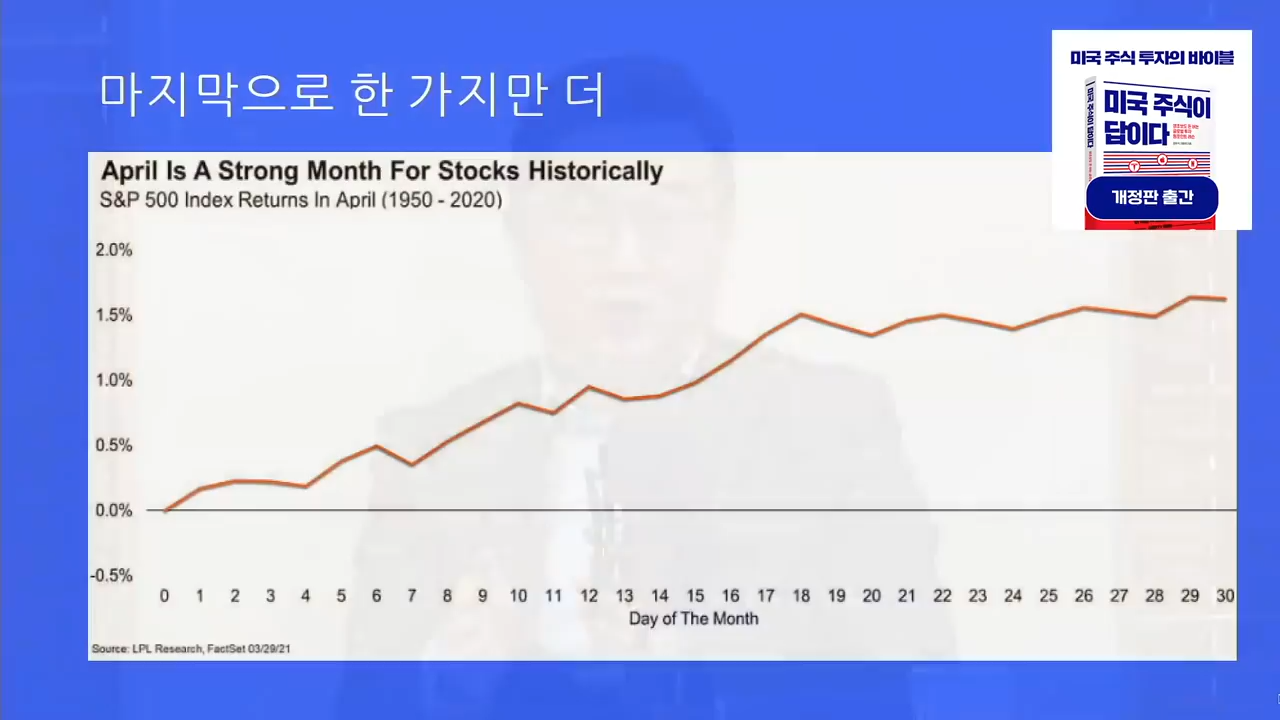 마지막으로 한 가지만 더
미국 주식 투자의 바이블
미국 주식이
답이다
개정판 출간
April Is A Strong Month For Stocks Historically
S&P 500 Index Returns In April (1950 - 2020)
2.0%
1.5%
1.0%
0.5%
0.0%
-0.5%
0 1 2 3 4 5 6 7 8 9 10 11 12 13 14 15 16 17 18 19 20 21 22 23 24 25 26 27 28 29 30
Day of The Month
Source: LPL Research, FactSet 03/29/21